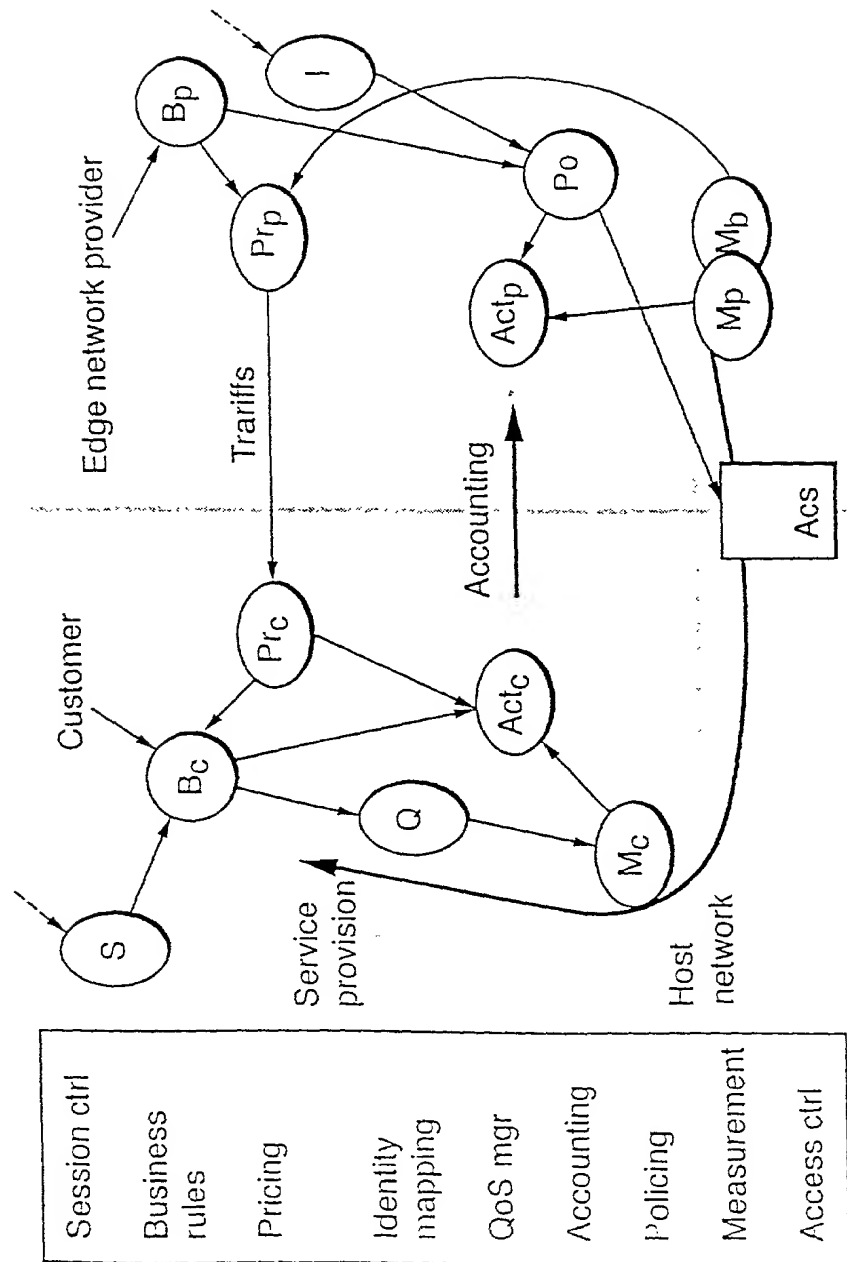 Session ctrl
Business
rules
Pricing
Identity
mapping
QoS mgr
Accounting
Policing
Measurement
Access ctrl
S
Customer
Edge network provider
Bc
Bp
I
Prc
Trariffs
Prp
Service
provision
Q
Accounting
Actc
Actp
Po
Host
network
Mc
Mp
Mb
Acs